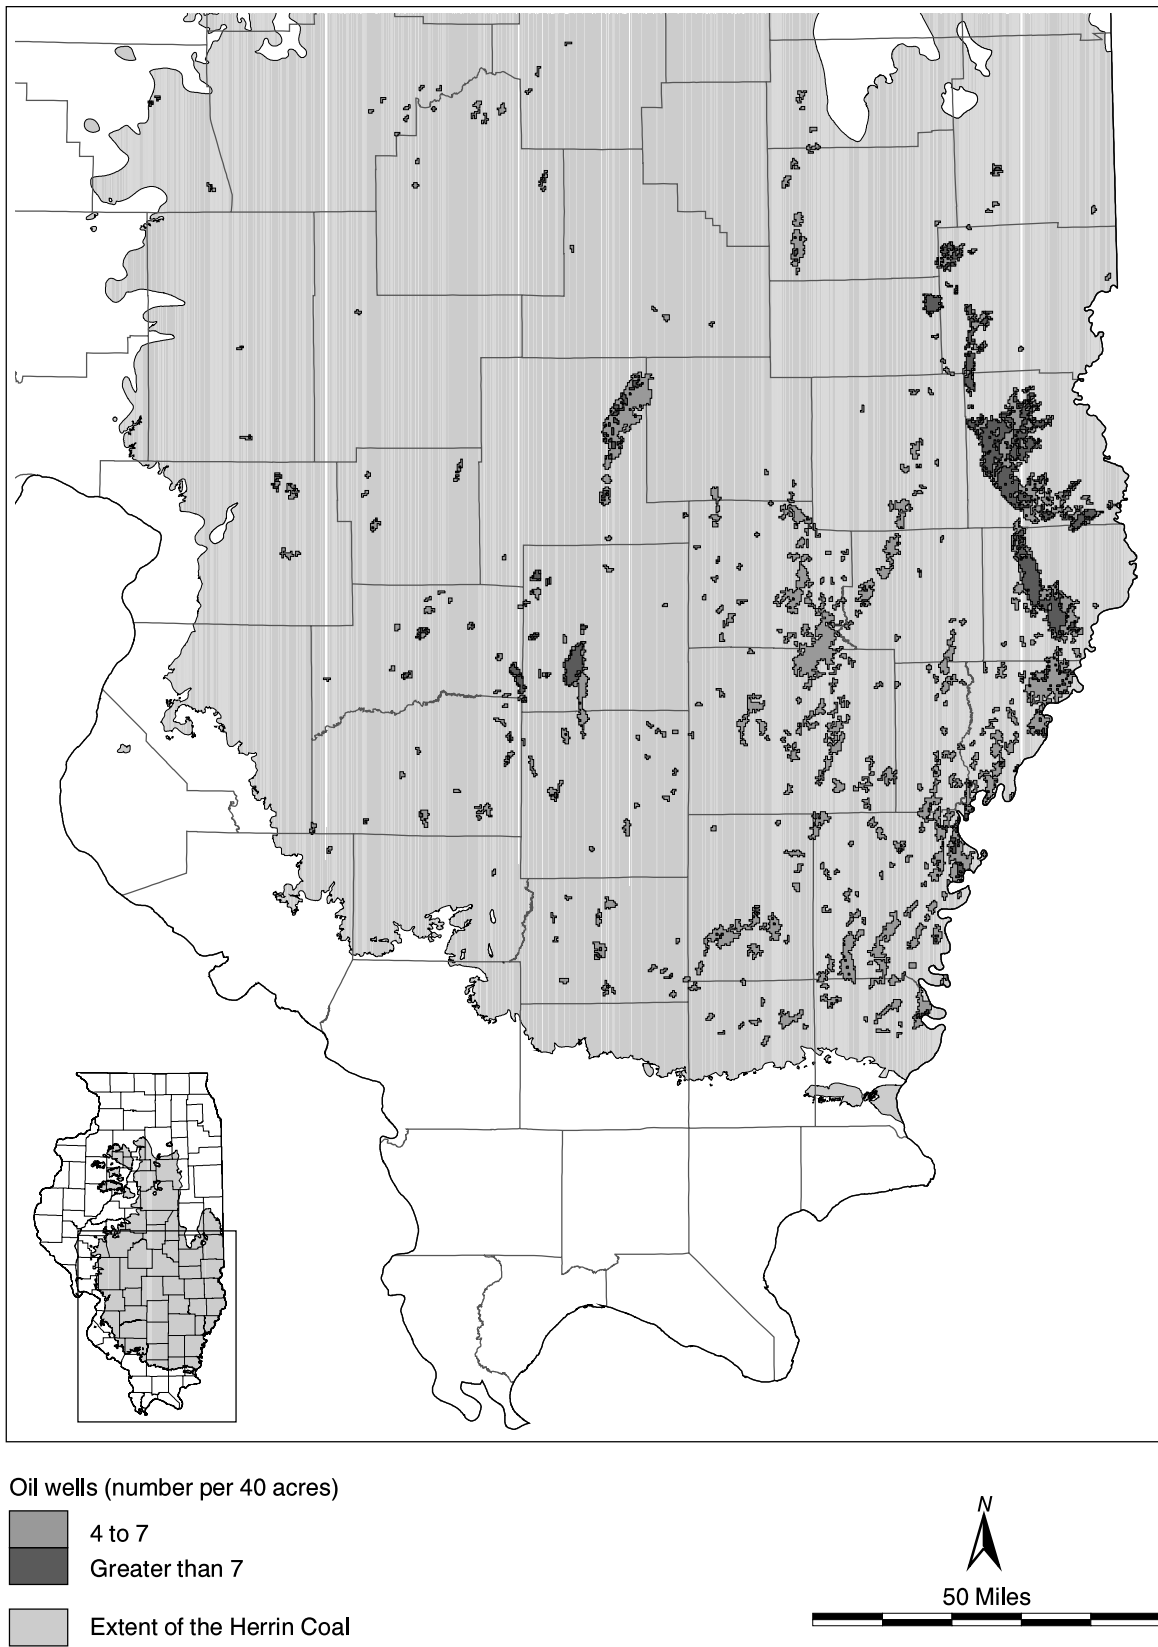 Oil wells (number per 40 acres)
4 to 7
Greater than 7
Extent of the Herrin Coal
N
50 Miles